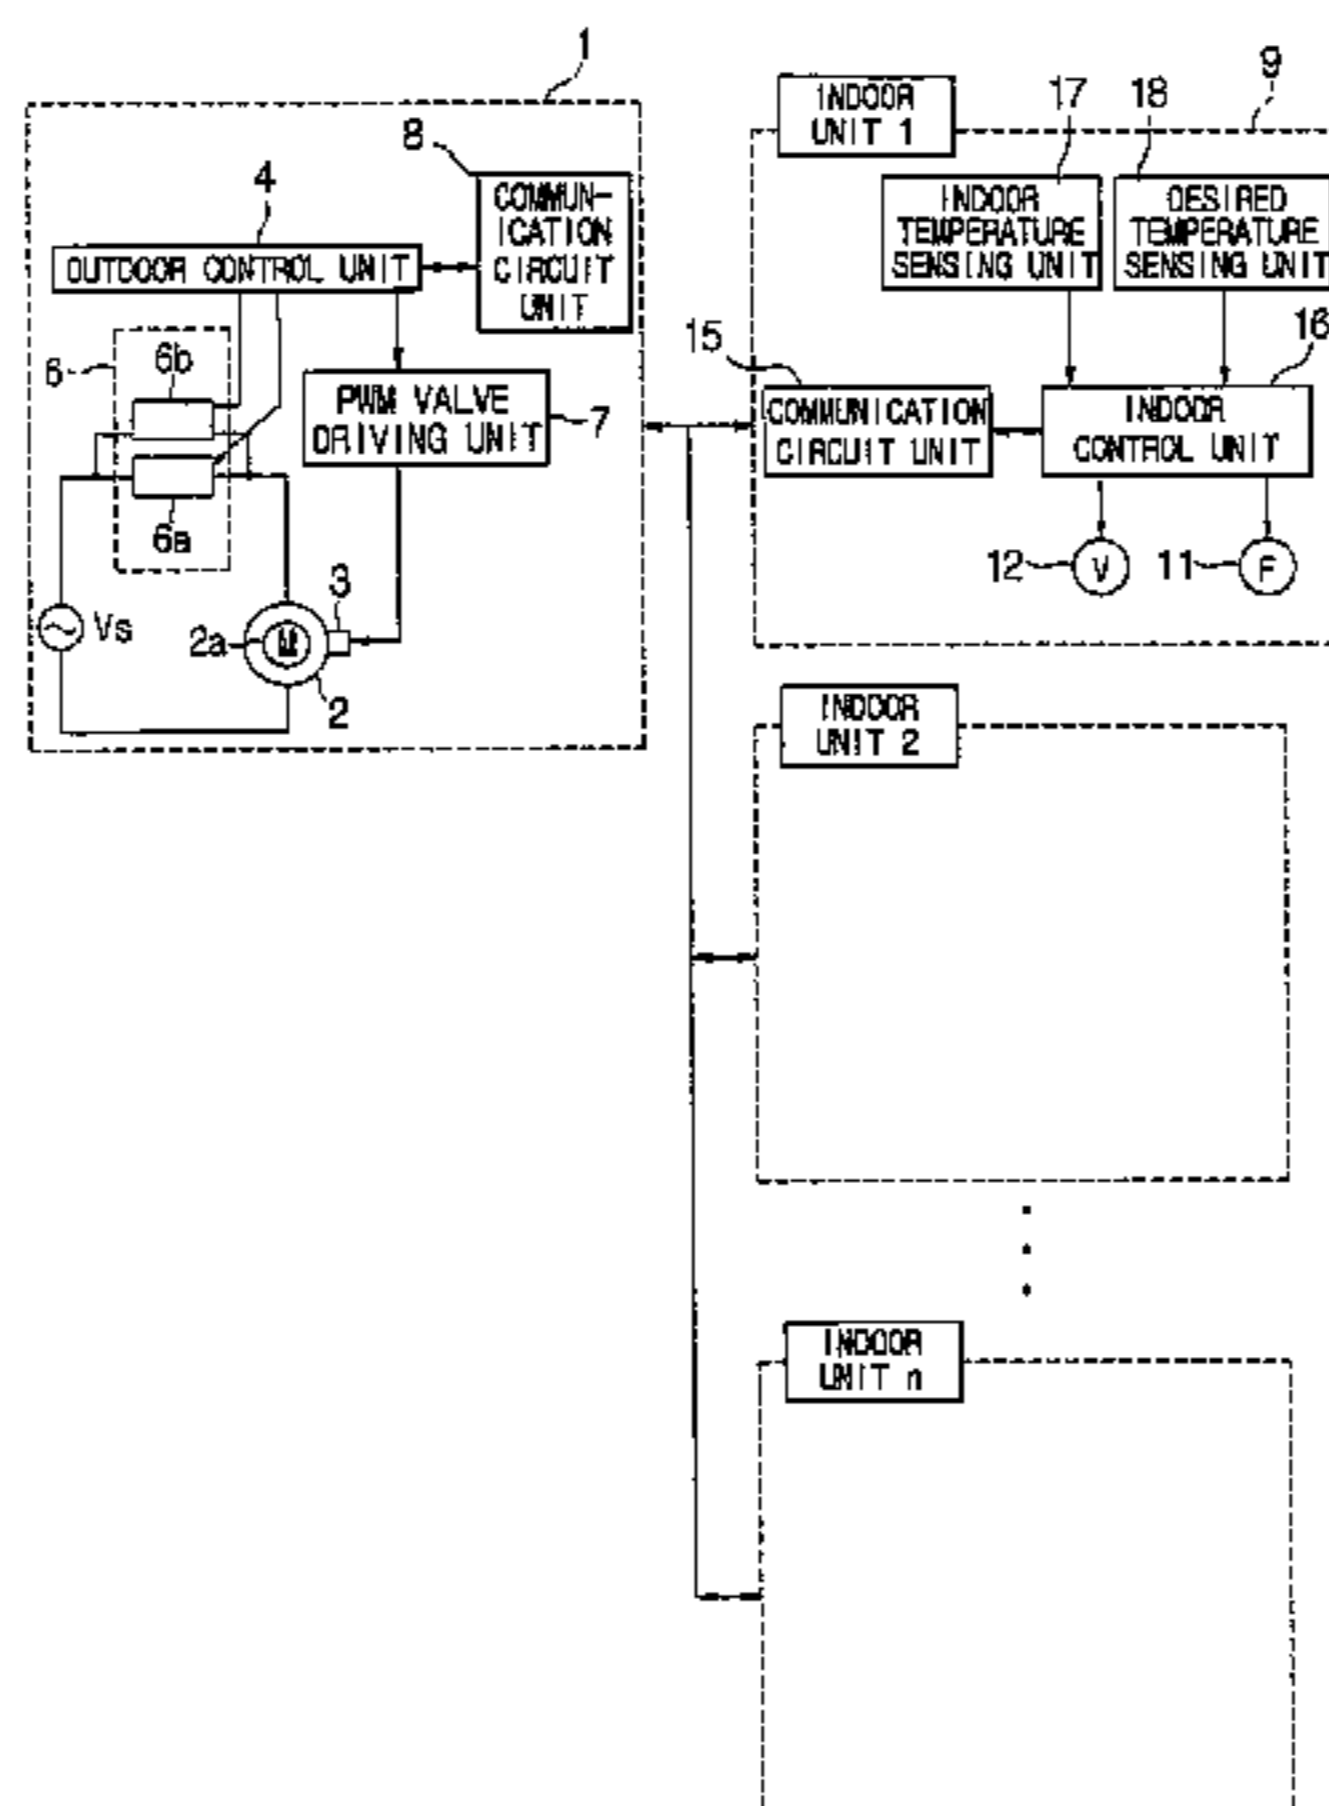 1
8
4
COMMUN-
ICATION
CIRCUIT
UNIT
OUTDOOR CONTROL UNIT
6
6b
6a
PWM VALVE
DRIVING UNIT
7
Vs
3
2a
M
2
INDOOR
UNIT 1
9
17
18
INDOOR
TEMPERATURE
SENSING UNIT
DESIRED
TEMPERATURE
SENSING UNIT
15
16
COMMUNICATION
CIRCUIT UNIT
INDOOR
CONTROL UNIT
12
V
11
F
INDOOR
UNIT 2
INDOOR
UNIT n